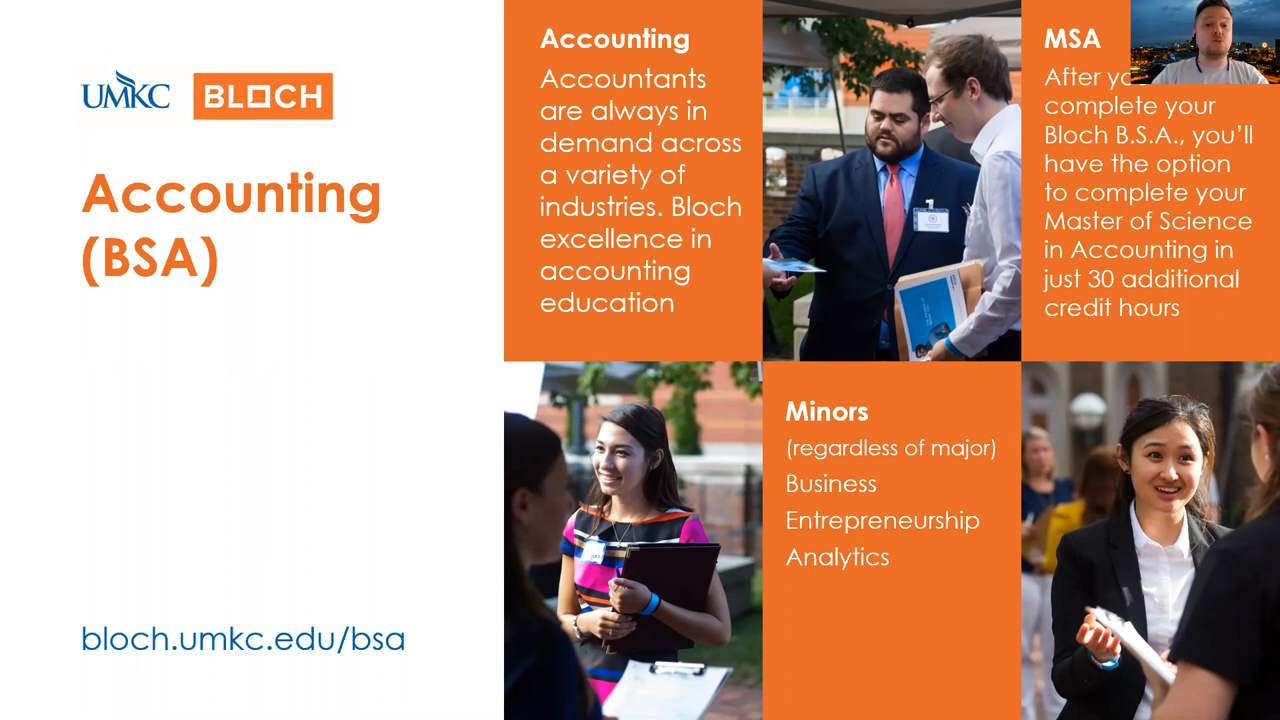 UMKC BLOCH
Accounting
(BSA)
bloch.umkc.edu/bsa
Accounting
Accountants
are always in
demand across
a variety of
industries. Bloch
excellence in
accounting
education
MSA
After
complete your
Bloch B.S.A., you’ll
have the option
to complete your
Master of Science
in Accounting in
just 30 additional
credit hours
Minors
(regardless of major)
Business
Entrepreneurship
Analytics